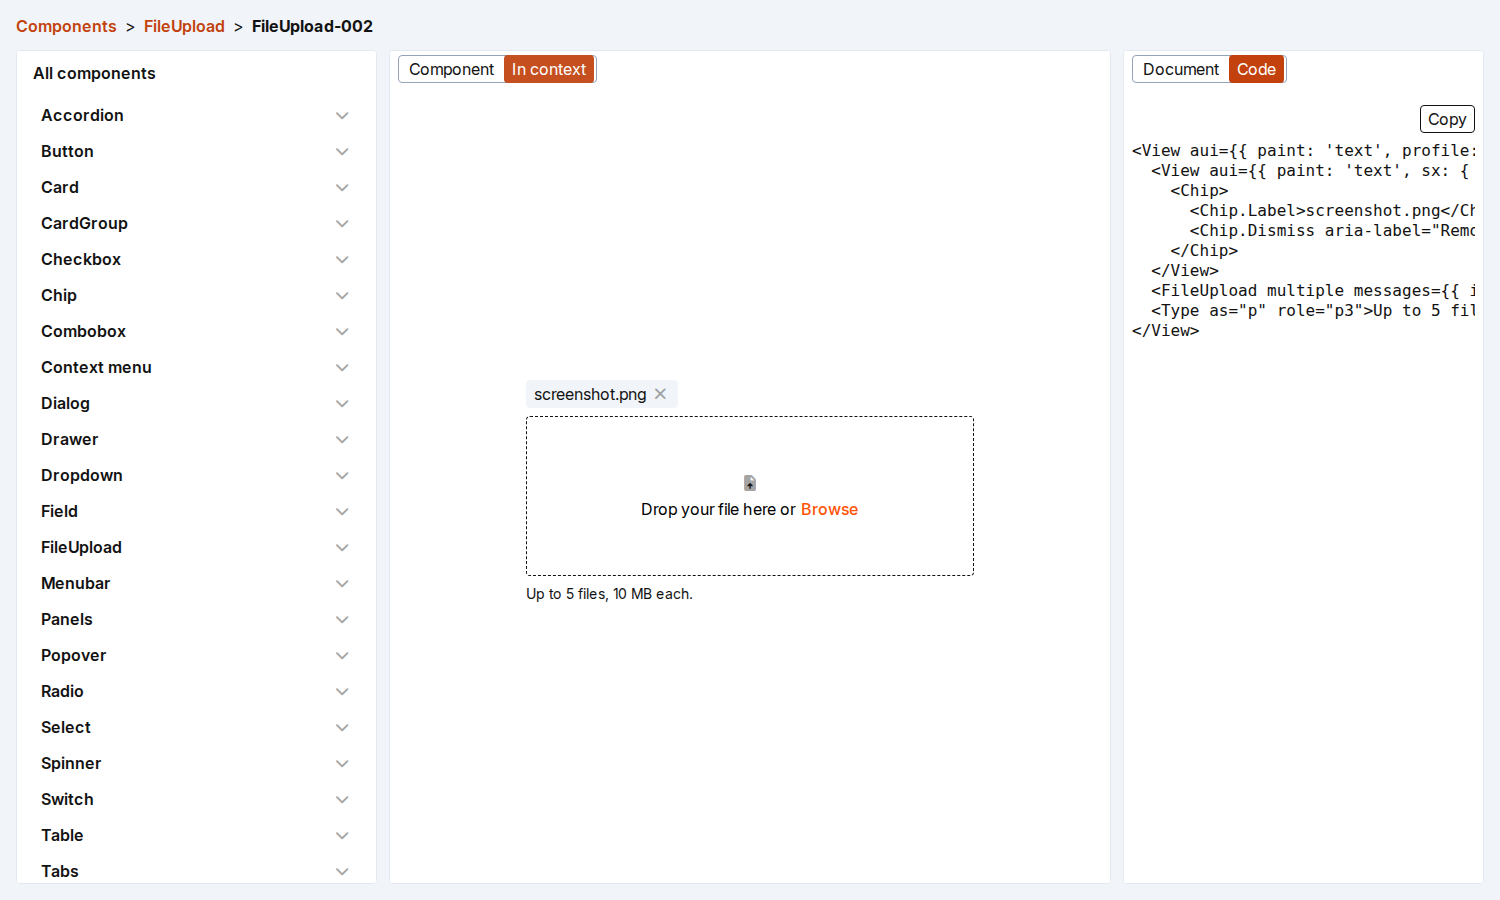 Components > FileUpload > FileUpload-002
All components
Accordion
Button
Card
CardGroup
Checkbox
Chip
Combobox
Context menu
Dialog
Drawer
Dropdown
Field
FileUpload
Menubar
Panels
Popover
Radio
Select
Spinner
Switch
Table
Tabs
Component In context
screenshot.png
Drop your file here or Browse
Up to 5 files, 10 MB each.
Document Code
Copy
<View aui={{ paint: 'text', profile:
<View aui={{ paint: 'text', sx: {
<Chip>
<Chip.Label>screenshot.png</Ch
<Chip.Dismiss aria-label="Remo
</Chip>
</View>
<FileUpload multiple messages={{ i
<Type as="p" role="p3">Up to 5 fil
</View>